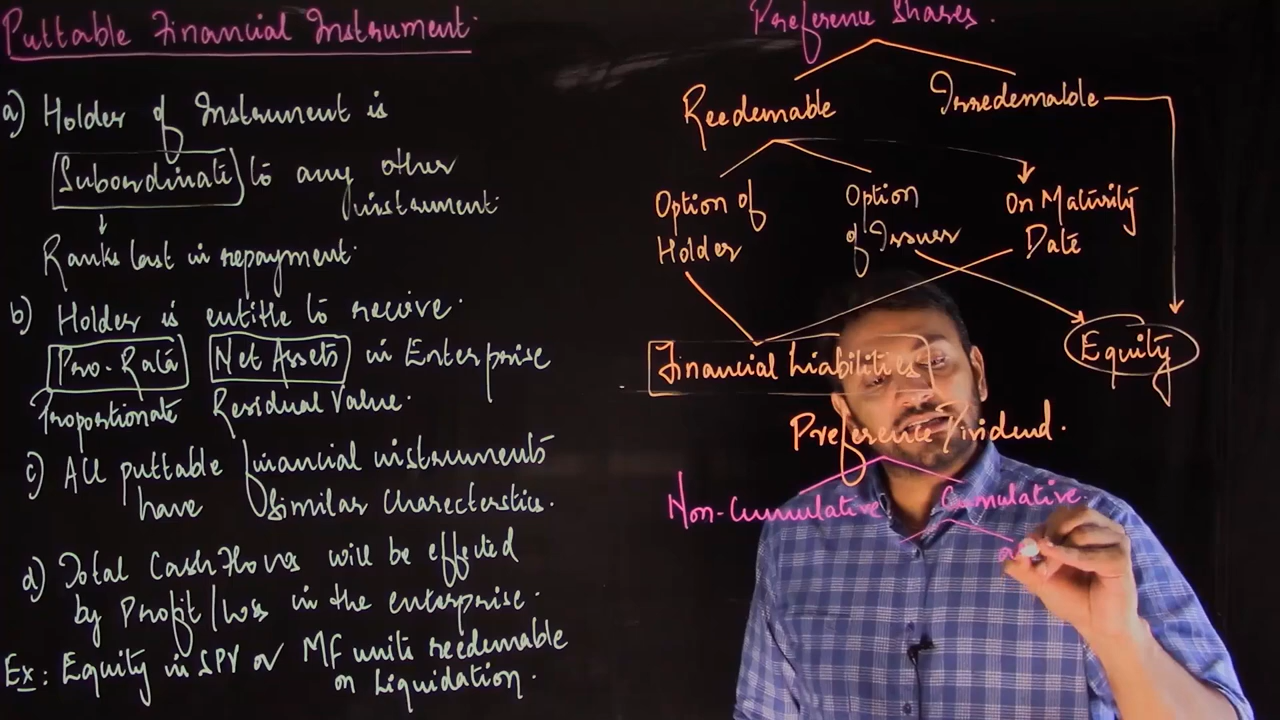 Puttable Financial Instrument
a) Holder of Instrument is
Subordinate to any other
instrument
Ranks last in repayment.
b) Holder is entitle to receive
Pro-Rata Net Assets in Enterprise
Proportionate Residual Value.
c) All puttable financial instruments
have similar charecterstics.
d) Total Cash Flows will be effected
by Profit/Loss in the enterprise.
Ex: Equity in SPV or MF units reedemable
on Liquidation.
Preference Shares.
Reedemable
Irredemable
Option of
Holder
Option
of Issuer
On Maturity
Date
Financial Liabilities
Equity
Preference Dividend.
Non-Cumulative
Cumulative